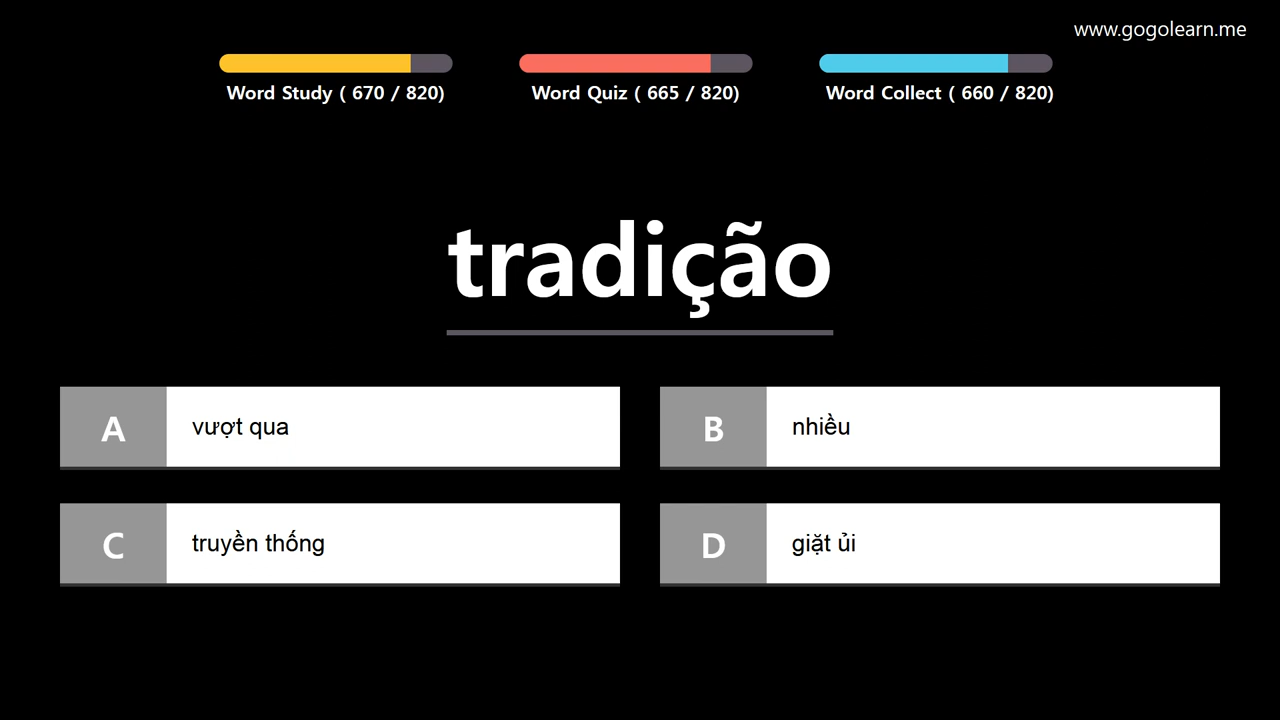 www.gogolearn.me
Word Study ( 670 / 820)
Word Quiz ( 665 / 820)
Word Collect ( 660 / 820)
tradição
A vượt qua
B nhiều
C truyền thống
D giặt ủi